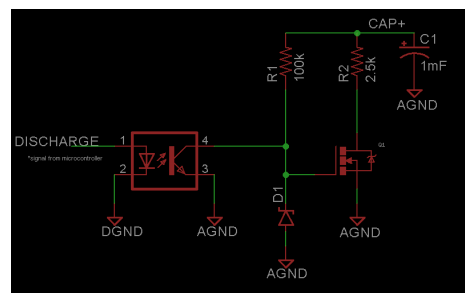 CAP+
C1
1mF
AGND
R1
100k
R2
2.5k
DISCHARGE
*signal from microcontroller
1
2
4
3
DGND
AGND
D1
AGND
Q1
AGND